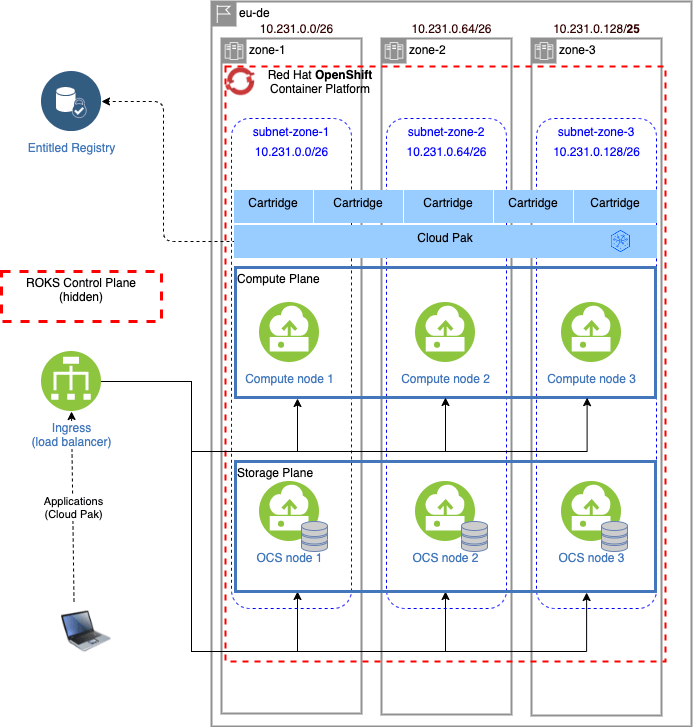 eu-de
10.231.0.0/26
10.231.0.64/26
10.231.0.128/25
zone-1
zone-2
zone-3
Red Hat OpenShift
Container Platform
Entitled Registry
subnet-zone-1
10.231.0.0/26
subnet-zone-2
10.231.0.64/26
subnet-zone-3
10.231.0.128/26
Cartridge
Cartridge
Cartridge
Cartridge
Cartridge
Cloud Pak
ROKS Control Plane
(hidden)
Compute Plane
Compute node 1
Compute node 2
Compute node 3
Ingress
(load balancer)
Storage Plane
Applications
(Cloud Pak)
OCS node 1
OCS node 2
OCS node 3